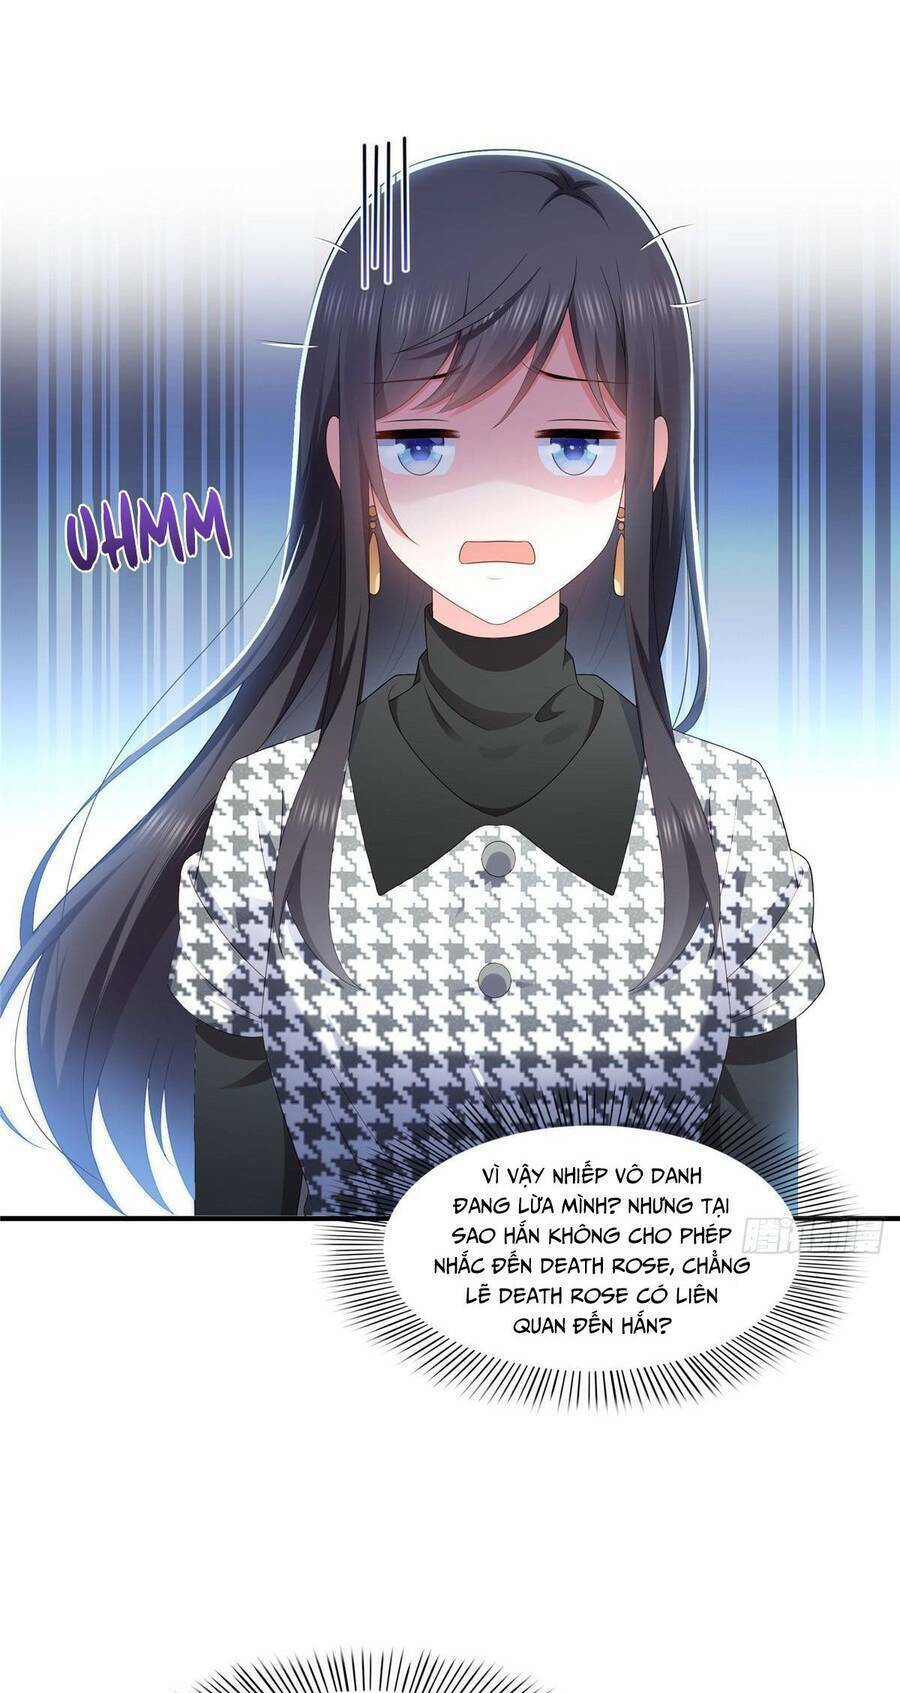 UHMM
VÌ VẬY NHIẾP VÔ DANH
ĐANG LỪA MÌNH? NHƯNG TẠI
SAO HẮN KHÔNG CHO PHÉP
NHẮC ĐẾN DEATH ROSE, CHẲNG
LẼ DEATH ROSE CÓ LIÊN
QUAN ĐẾN HẮN?